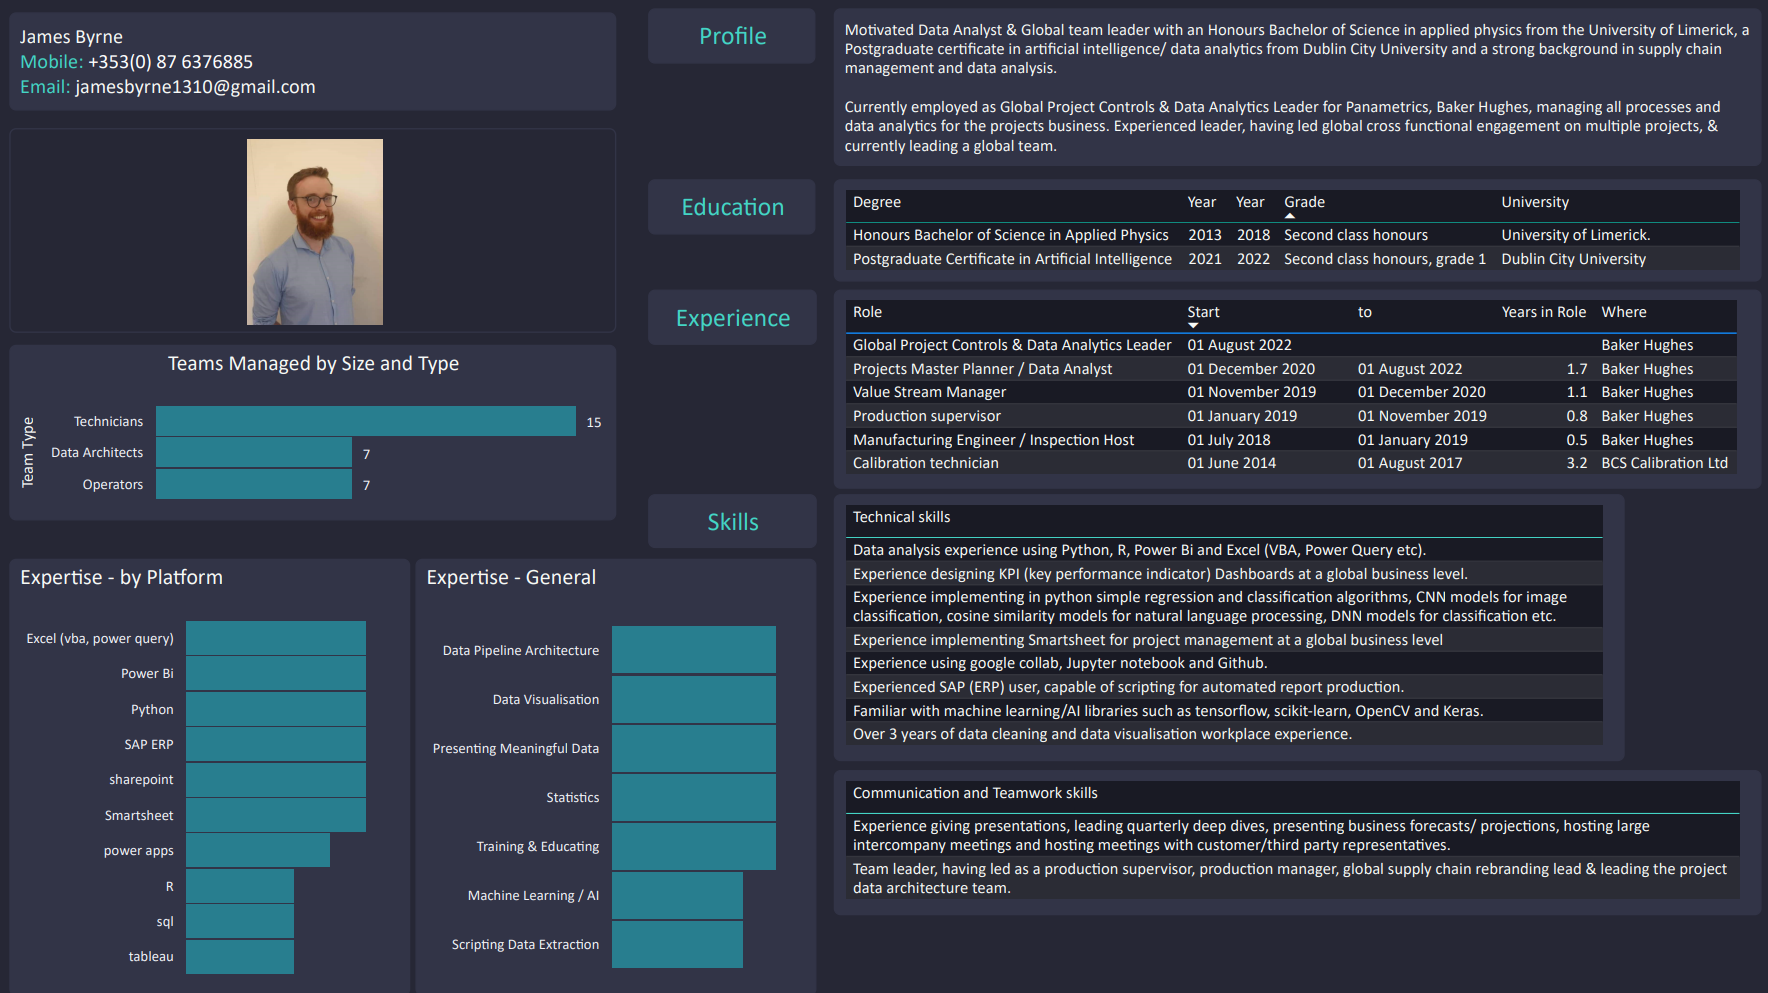 James Byrne
Mobile: +353(0) 87 6376885
Email: jamesbyrne1310@gmail.com
Teams Managed by Size and Type
Team Type
Technicians 15
Data Architects 7
Operators 7
Expertise - by Platform
Excel (vba, power query)
Power Bi
Python
SAP ERP
sharepoint
Smartsheet
power apps
R
sql
tableau
Expertise - General
Data Pipeline Architecture
Data Visualisation
Presenting Meaningful Data
Statistics
Training & Educating
Machine Learning / AI
Scripting Data Extraction
Profile
Motivated Data Analyst & Global team leader with an Honours Bachelor of Science in applied physics from the University of Limerick, a
Postgraduate certificate in artificial intelligence/ data analytics from Dublin City University and a strong background in supply chain
management and data analysis.
Currently employed as Global Project Controls & Data Analytics Leader for Panametrics, Baker Hughes, managing all processes and
data analytics for the projects business. Experienced leader, having led global cross functional engagement on multiple projects, &
currently leading a global team.
Education
Degree Year Year Grade University
Honours Bachelor of Science in Applied Physics 2013 2018 Second class honours University of Limerick.
Postgraduate Certificate in Artificial Intelligence 2021 2022 Second class honours, grade 1 Dublin City University
Experience
Role Start to Years in Role Where
Global Project Controls & Data Analytics Leader 01 August 2022 Baker Hughes
Projects Master Planner / Data Analyst 01 December 2020 01 August 2022 1.7 Baker Hughes
Value Stream Manager 01 November 2019 01 December 2020 1.1 Baker Hughes
Production supervisor 01 January 2019 01 November 2019 0.8 Baker Hughes
Manufacturing Engineer / Inspection Host 01 July 2018 01 January 2019 0.5 Baker Hughes
Calibration technician 01 June 2014 01 August 2017 3.2 BCS Calibration Ltd
Skills
Technical skills
Data analysis experience using Python, R, Power Bi and Excel (VBA, Power Query etc).
Experience designing KPI (key performance indicator) Dashboards at a global business level.
Experience implementing in python simple regression and classification algorithms, CNN models for image
classification, cosine similarity models for natural language processing, DNN models for classification etc.
Experience implementing Smartsheet for project management at a global business level
Experience using google collab, Jupyter notebook and Github.
Experienced SAP (ERP) user, capable of scripting for automated report production.
Familiar with machine learning/AI libraries such as tensorflow, scikit-learn, OpenCV and Keras.
Over 3 years of data cleaning and data visualisation workplace experience.
Communication and Teamwork skills
Experience giving presentations, leading quarterly deep dives, presenting business forecasts/ projections, hosting large
intercompany meetings and hosting meetings with customer/third party representatives.
Team leader, having led as a production supervisor, production manager, global supply chain rebranding lead & leading the project
data architecture team.